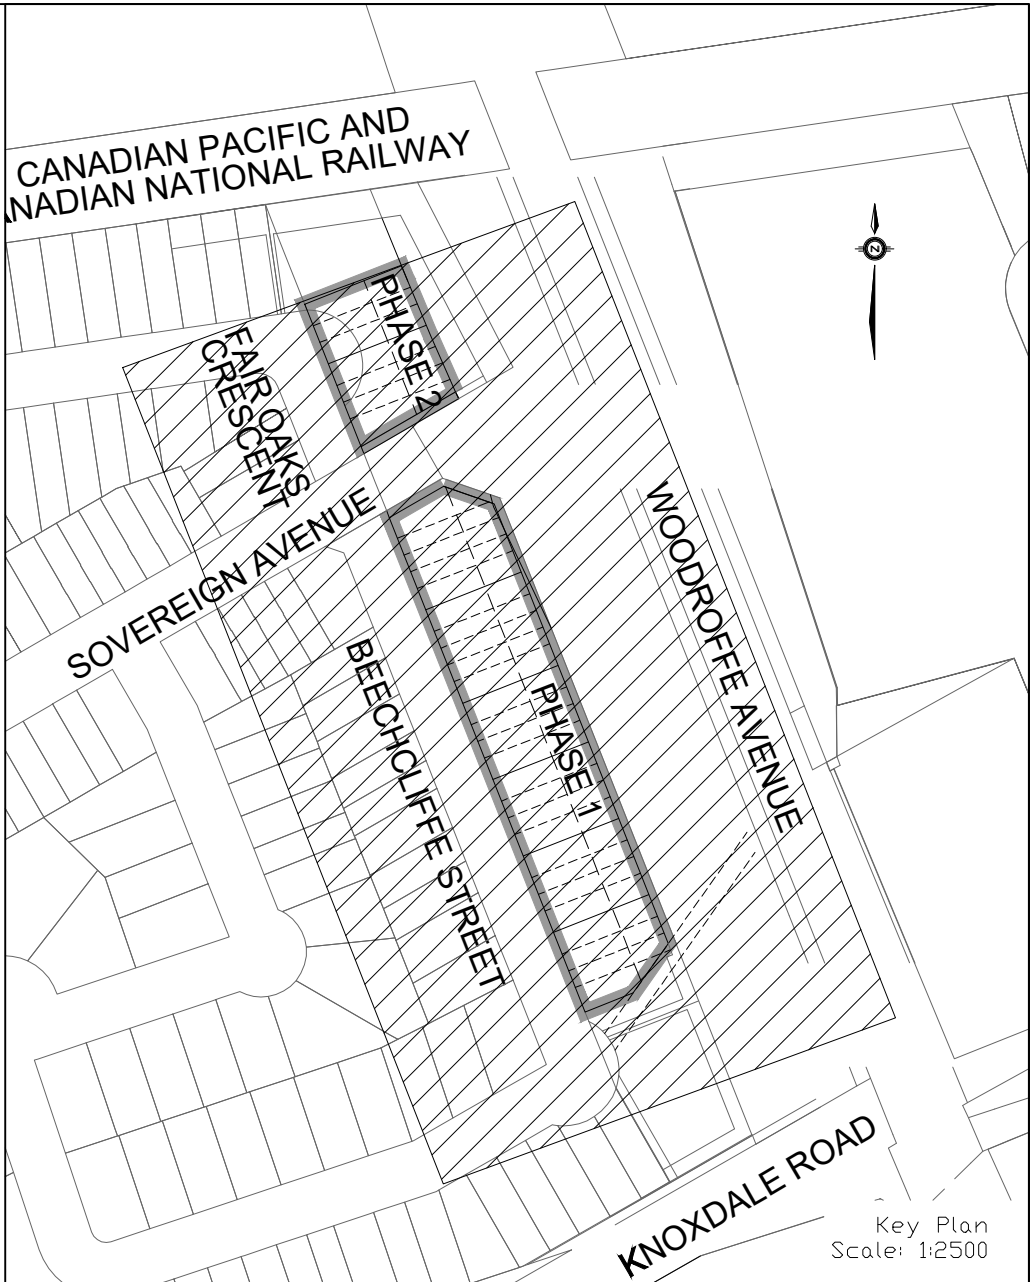 CANADIAN PACIFIC AND
ANADIAN NATIONAL RAILWAY
N
PHASE 2
FAIR OAKS
CRESCENT
SOVEREIGN AVENUE
WOODROFFE AVENUE
BEECHCLIFFE STREET
PHASE 1
KNOXDALE ROAD
Key Plan
Scale: 1:2500